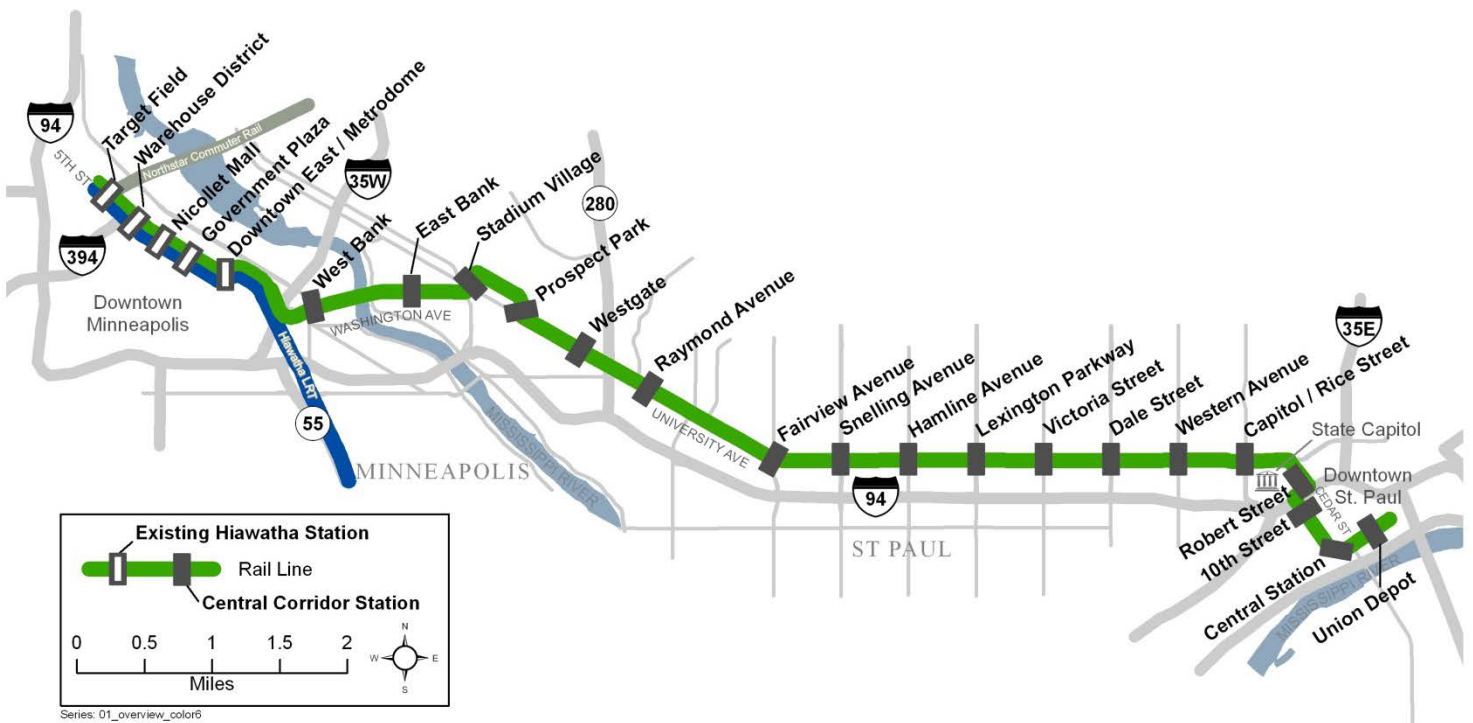 94
5TH ST
Target Field
Warehouse District
Northstar Commuter Rail
Nicollet Mall
Government Plaza
Downtown East / Metrodome
35W
394
Downtown
Minneapolis
West Bank
East Bank
Stadium Village
WASHINGTON AVE
Hiawatha LRT
55
MINNEAPOLIS
MISSISSIPPI RIVER
280
Prospect Park
Westgate
Raymond Avenue
UNIVERSITY AVE
Fairview Avenue
Snelling Avenue
Hamline Avenue
Lexington Parkway
Victoria Street
Dale Street
Western Avenue
Capitol / Rice Street
35E
State Capitol
Downtown
St. Paul
94
ST PAUL
CEDAR ST
Robert Street
10th Street
Central Station
Union Depot
MISSISSIPPI RIVER
Existing Hiawatha Station
Rail Line
Central Corridor Station
0 0.5 1 1.5 2
Miles
N
W E
S
Series: 01_overview_color6